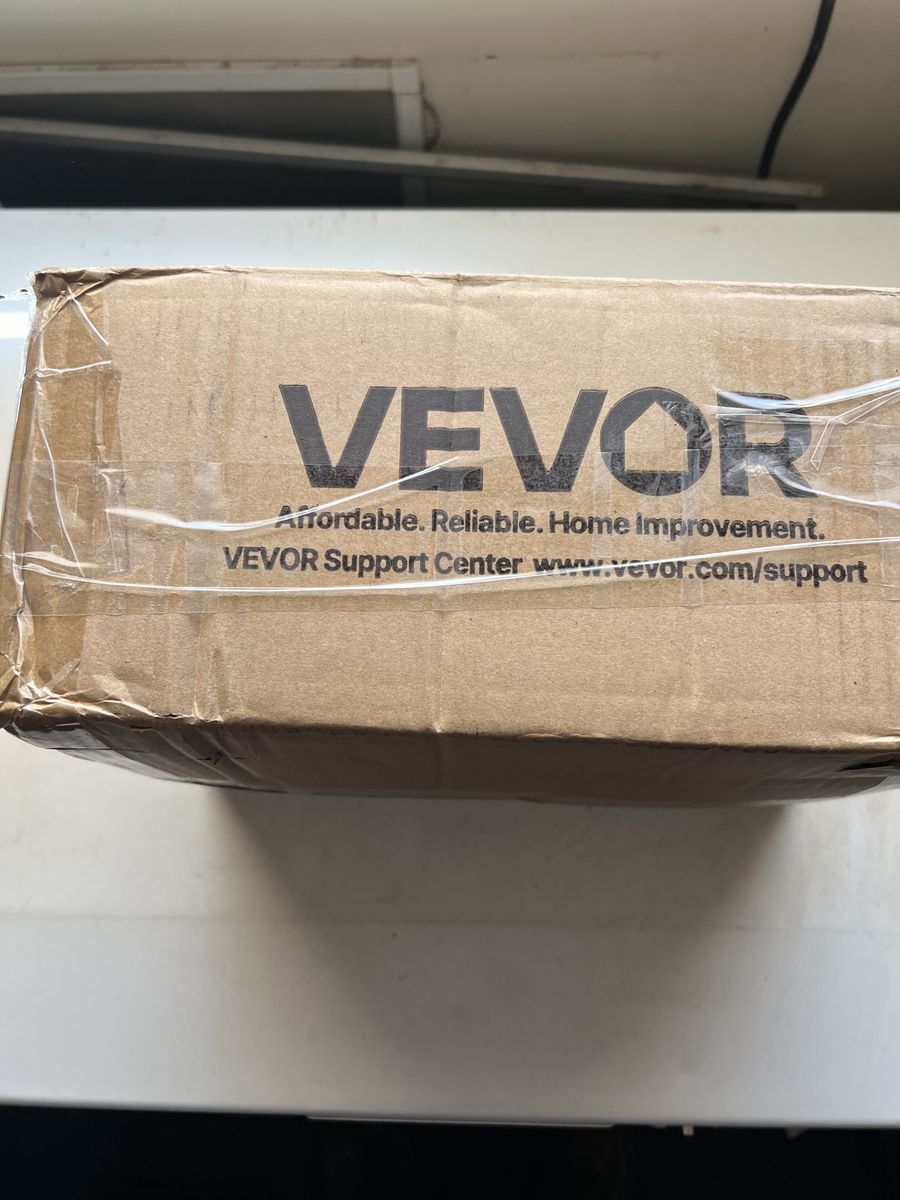 VEVOR
Affordable. Reliable. Home Improvement.
VEVOR Support Center www.vevor.com/support